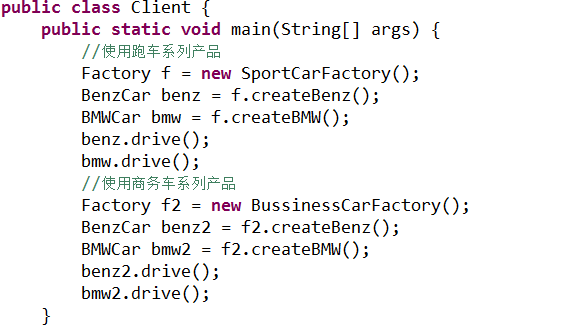 public class Client {
    public static void main(String[] args) {
        //使用跑车系列产品
        Factory f = new SportCarFactory();
        BenzCar benz = f.createBenz();
        BMWCar bmw = f.createBMW();
        benz.drive();
        bmw.drive();
        //使用商务车系列产品
        Factory f2 = new BussinessCarFactory();
        BenzCar benz2 = f2.createBenz();
        BMWCar bmw2 = f2.createBMW();
        benz2.drive();
        bmw2.drive();
    }